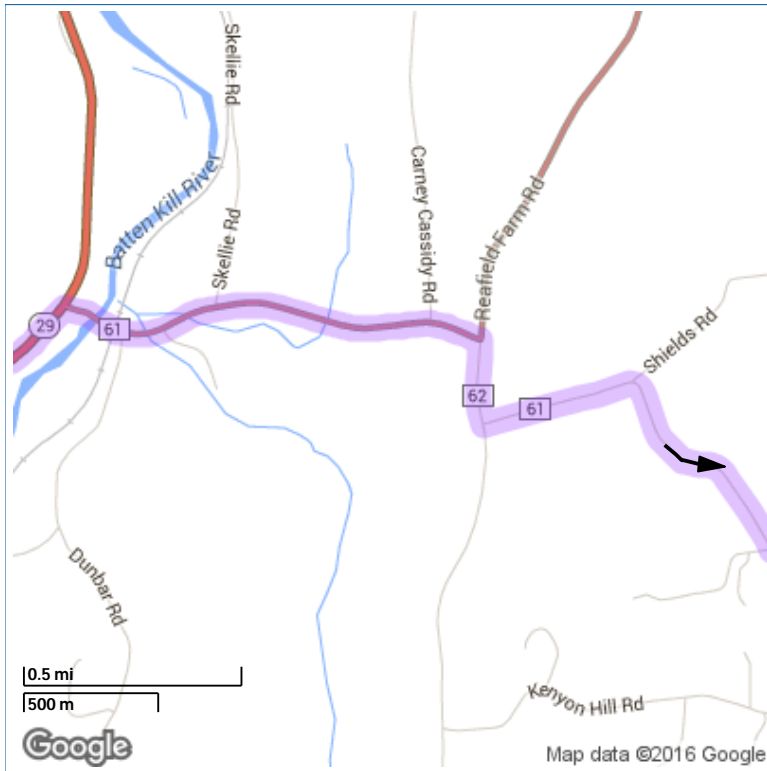 Skellie Rd
Batten Kill River
Skellie Rd
Carney Cassidy Rd
Reafield Farm Rd
29
61
Shields Rd
62
61
Dunbar Rd
Kenyon Hill Rd
0.5 mi
500 m
Google
Map data ©2016 Google